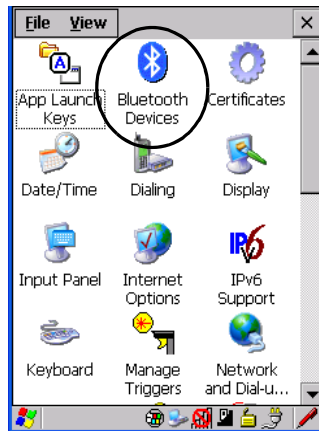 File View
App Launch Keys
Bluetooth Devices
Certificates
Date/Time
Dialing
Display
Input Panel
Internet Options
IPv6
IPv6 Support
Keyboard
Manage Triggers
Network and Dial-u...